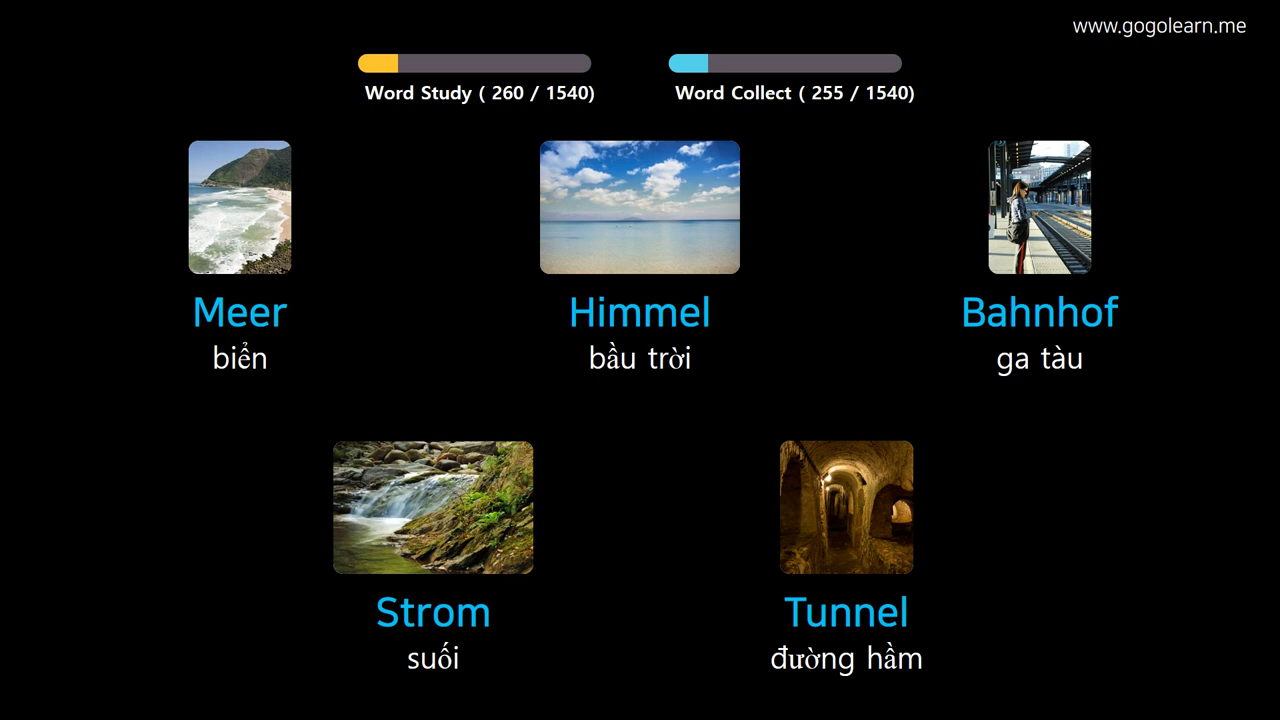 www.gogolearn.me
Word Study ( 260 / 1540)
Word Collect ( 255 / 1540)
Meer
biển
Himmel
bầu trời
Bahnhof
ga tàu
Strom
suối
Tunnel
đường hầm